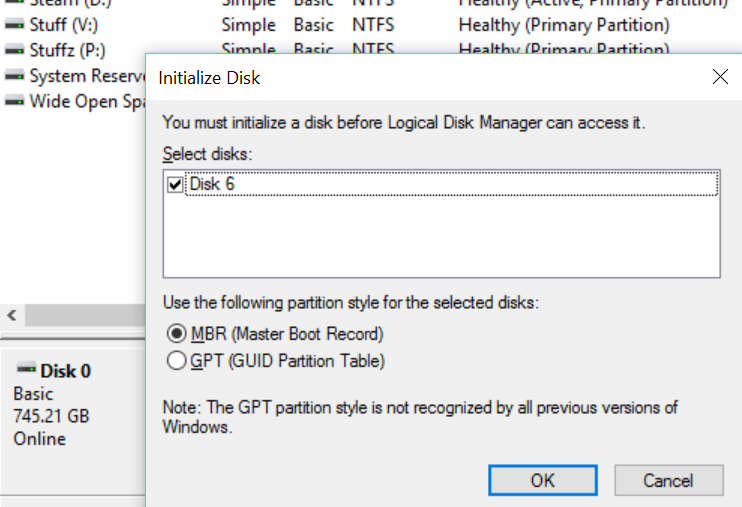 Steam (D:) Simple Basic NTFS Healthy (Active, Primary Partition)
Stuff (V:) Simple Basic NTFS Healthy (Primary Partition)
Stuffz (P:) Simple Basic NTFS Healthy (Primary Partition)
System Reserve
Wide Open Spa
Initialize Disk
You must initialize a disk before Logical Disk Manager can access it.
Select disks:
Disk 6
Use the following partition style for the selected disks:
MBR (Master Boot Record)
GPT (GUID Partition Table)
Note: The GPT partition style is not recognized by all previous versions of
Windows.
OK Cancel
Disk 0
Basic
745.21 GB
Online